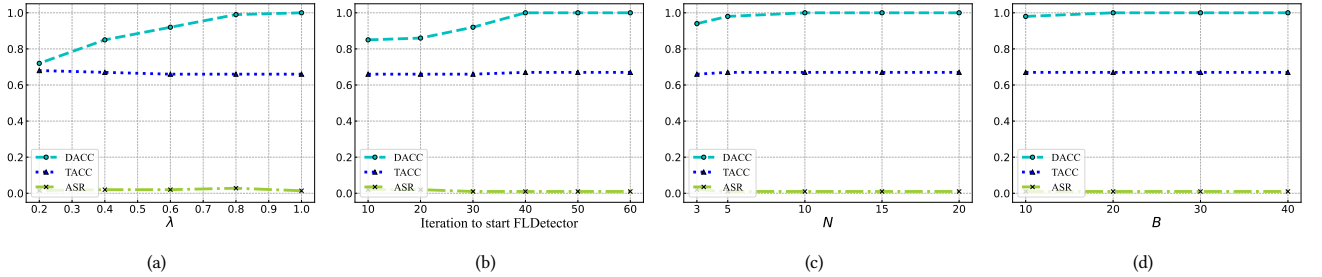 1.0
0.8
0.6
0.4
0.2
0.0
DACC
TACC
ASR
0.2 0.3 0.4 0.5 0.6 0.7 0.8 0.9 1.0
λ
(a)
1.0
0.8
0.6
0.4
0.2
0.0
DACC
TACC
ASR
10 20 30 40 50 60
Iteration to start FLDetector
(b)
1.0
0.8
0.6
0.4
0.2
0.0
DACC
TACC
ASR
3 5 10 15 20
N
(c)
1.0
0.8
0.6
0.4
0.2
0.0
DACC
TACC
ASR
10 20 30 40
B
(d)